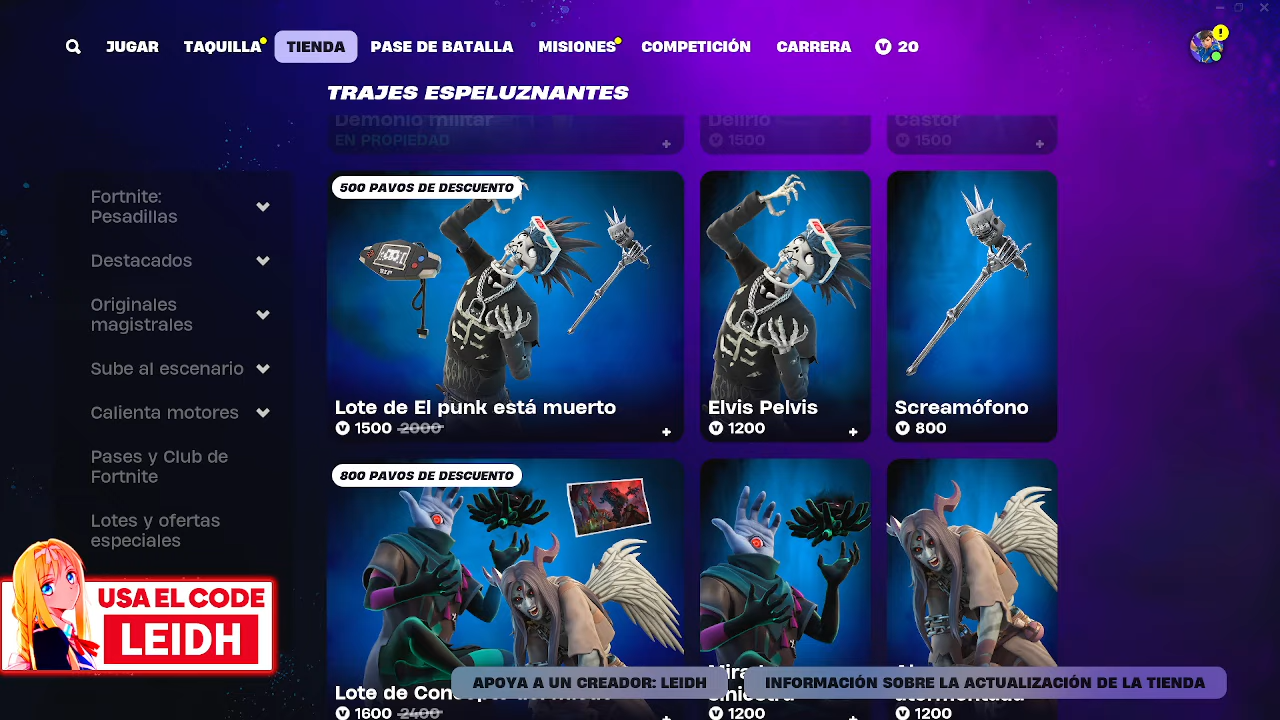 JUGAR
TAQUILLA
TIENDA
PASE DE BATALLA
MISIONES
COMPETICIÓN
CARRERA
20
TRAJES ESPELUZNANTES
Demonio militar
EN PROPIEDAD
Delirio
1500
Castor
1500
Fortnite:
Pesadillas
Destacados
Originales
magistrales
Sube al escenario
Calienta motores
Pases y Club de
Fortnite
Lotes y ofertas
especiales
500 PAVOS DE DESCUENTO
Lote de El punk está muerto
1500 2000
Elvis Pelvis
1200
Screamófono
800
800 PAVOS DE DESCUENTO
Lote de
1600 2400
1200
1200
USA EL CODE
LEIDH
APOYA A UN CREADOR: LEIDH
INFORMACIÓN SOBRE LA ACTUALIZACIÓN DE LA TIENDA